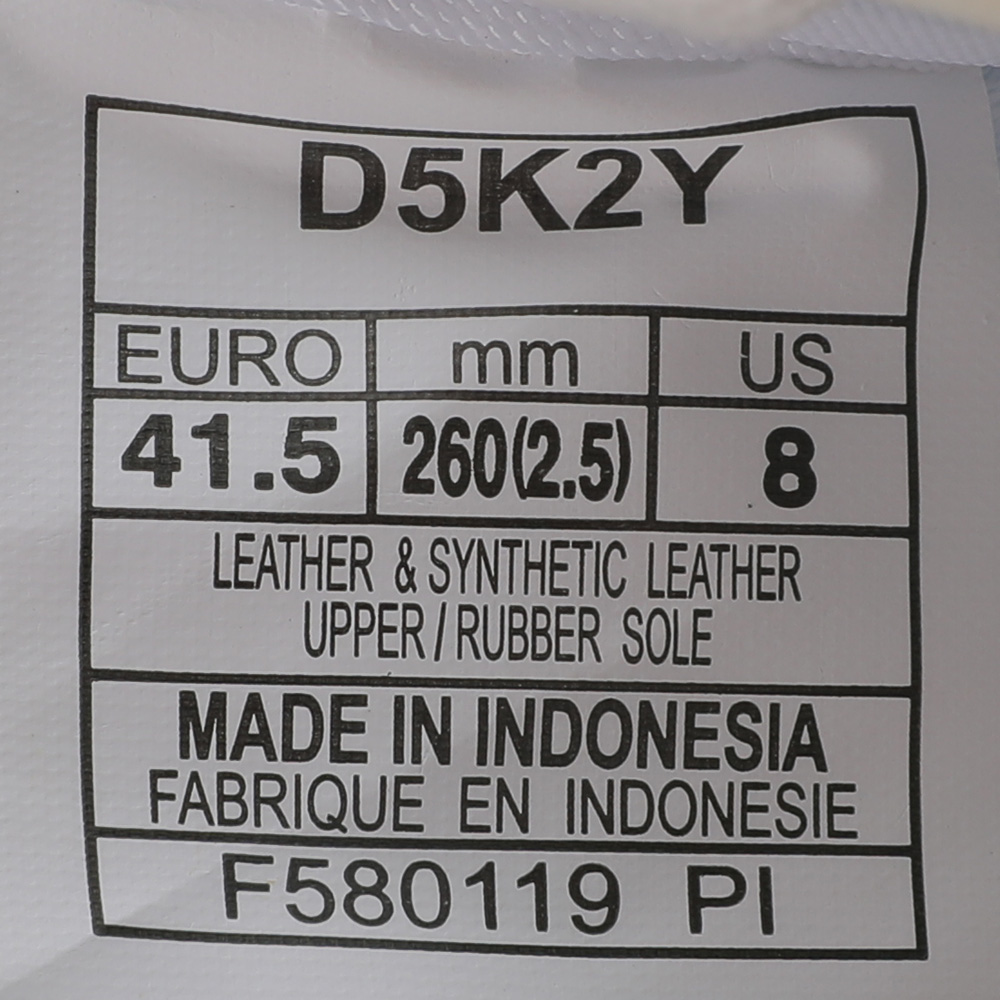 D5K2Y
EURO mm US
41.5 260(2.5) 8
LEATHER & SYNTHETIC LEATHER
UPPER / RUBBER SOLE
MADE IN INDONESIA
FABRIQUE EN INDONESIE
F580119 PI